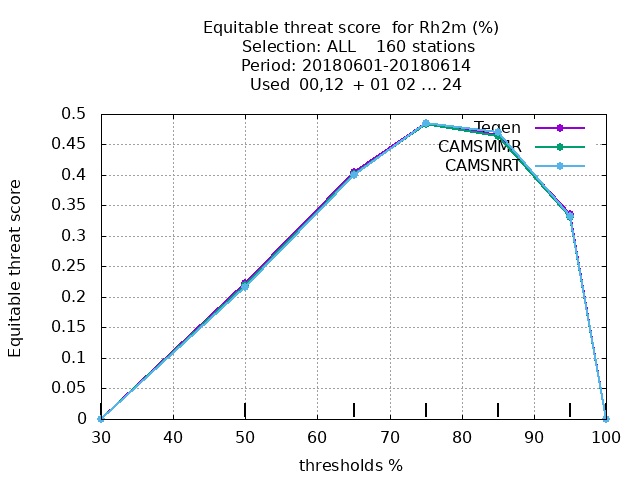 Equitable threat score for Rh2m (%)
Selection: ALL 160 stations
Period: 20180601-20180614
Used 00,12 + 01 02 ... 24
Equitable threat score
0.5
0.45
0.4
0.35
0.3
0.25
0.2
0.15
0.1
0.05
0
Tegen
CAMSMMR
CAMSNRT
30 40 50 60 70 80 90 100
thresholds %